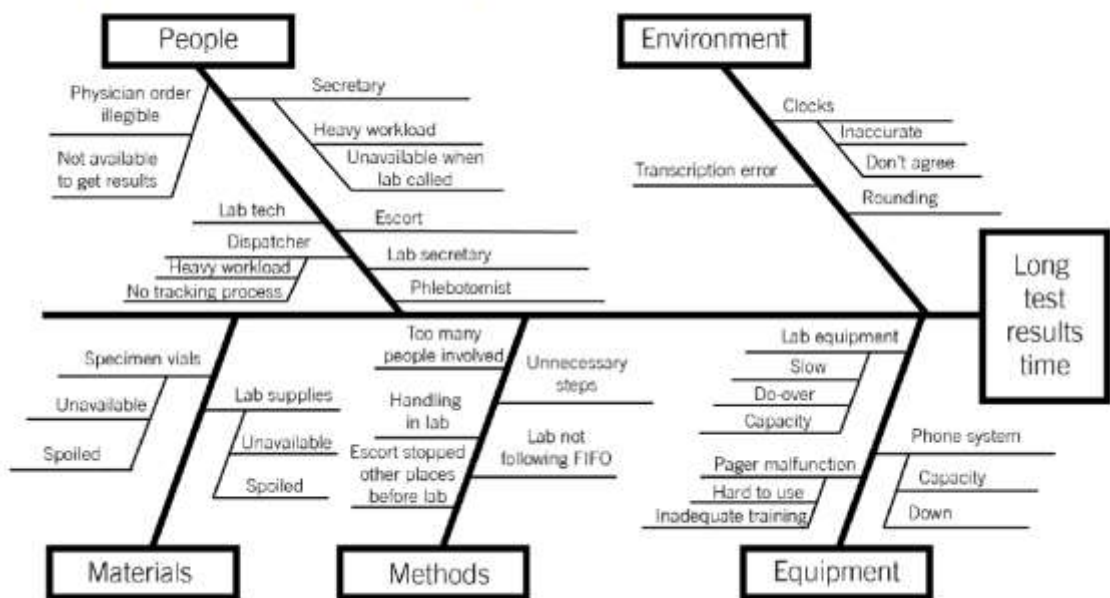 People
Environment
Physician order
illegible
Not available
to get results
Secretary
Heavy workload
Unavailable when
lab called
Lab tech
Escort
Dispatcher
Heavy workload
No tracking process
Lab secretary
Phlebotomist
Clocks
Inaccurate
Don't agree
Transcription error
Rounding
Long
test
results
time
Specimen vials
Unavailable
Spoiled
Lab supplies
Unavailable
Spoiled
Too many
people involved
Handling
in lab
Escort stopped
other places
before lab
Unnecessary
steps
Lab not
following FIFO
Lab equipment
Slow
Do-over
Capacity
Pager malfunction
Hard to use
Inadequate training
Phone system
Capacity
Down
Materials
Methods
Equipment